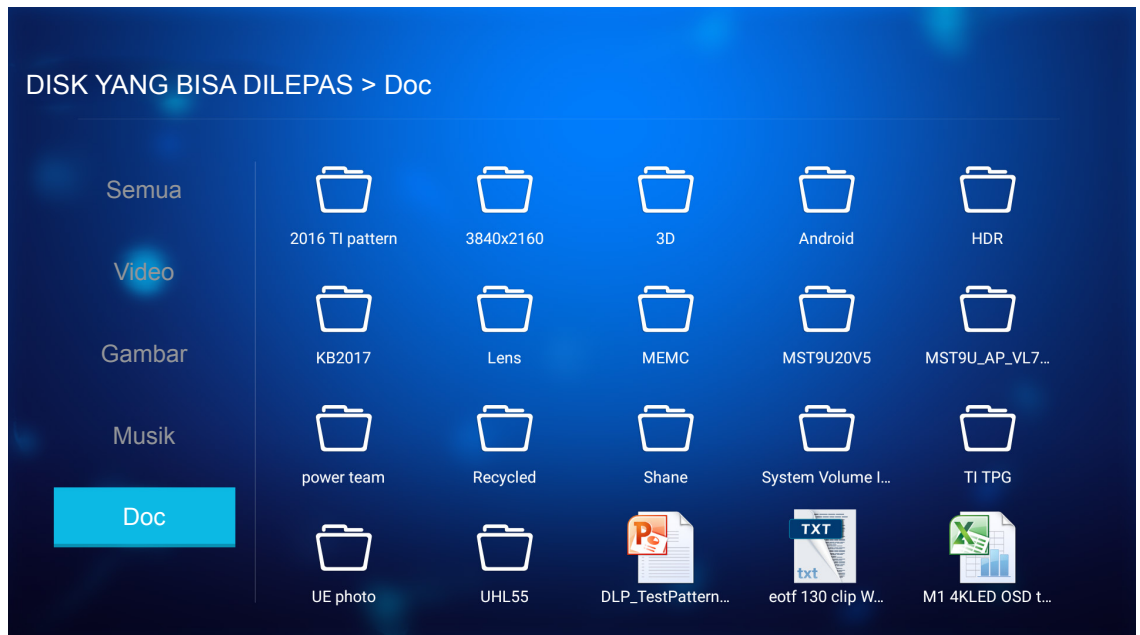 DISK YANG BISA DILEPAS > Doc
Semua
Video
Gambar
Musik
Doc
2016 TI pattern
3840x2160
3D
Android
HDR
KB2017
Lens
MEMC
MST9U20V5
MST9U_AP_VL7...
power team
Recycled
Shane
System Volume I...
TI TPG
UE photo
UHL55
DLP_TestPattern...
TXT
txt
eotf 130 clip W...
M1 4KLED OSD t...